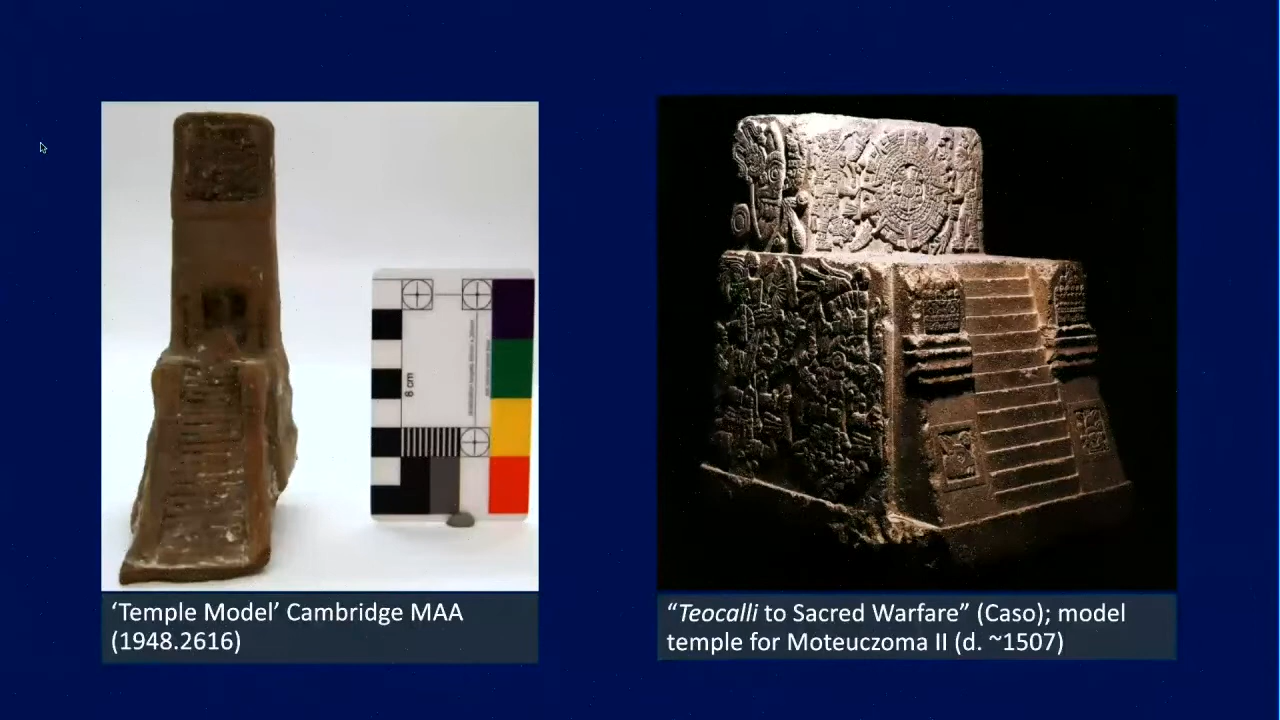 8 cm
‘Temple Model’ Cambridge MAA
(1948.2616)
“Teocalli to Sacred Warfare” (Caso); model
temple for Moteuczoma II (d. ~1507)